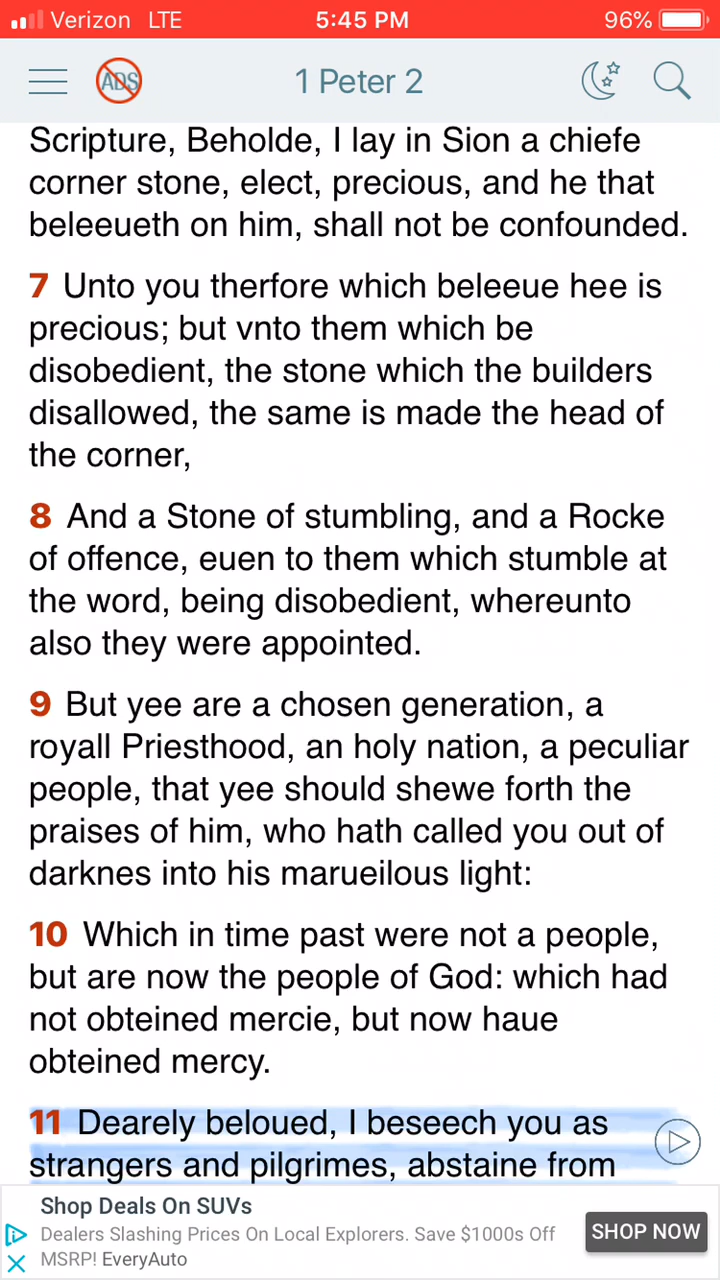 Verizon LTE 5:45 PM 96%
ADS 1 Peter 2
Scripture, Beholde, I lay in Sion a chiefe
corner stone, elect, precious, and he that
beleeueth on him, shall not be confounded.
7 Unto you therfore which beleeue hee is
precious; but vnto them which be
disobedient, the stone which the builders
disallowed, the same is made the head of
the corner,
8 And a Stone of stumbling, and a Rocke
of offence, euen to them which stumble at
the word, being disobedient, whereunto
also they were appointed.
9 But yee are a chosen generation, a
royall Priesthood, an holy nation, a peculiar
people, that yee should shewe forth the
praises of him, who hath called you out of
darknes into his marueilous light:
10 Which in time past were not a people,
but are now the people of God: which had
not obteined mercie, but now haue
obteined mercy.
11 Dearely beloued, I beseech you as
strangers and pilgrimes, abstaine from
Shop Deals On SUVs
Dealers Slashing Prices On Local Explorers. Save $1000s Off
MSRP! EveryAuto
SHOP NOW